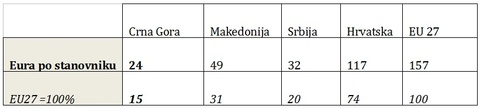 Crna Gora Makedonija Srbija Hrvatska EU 27
Eura po stanovniku 24 49 32 117 157
EU27 =100% 15 31 20 74 100